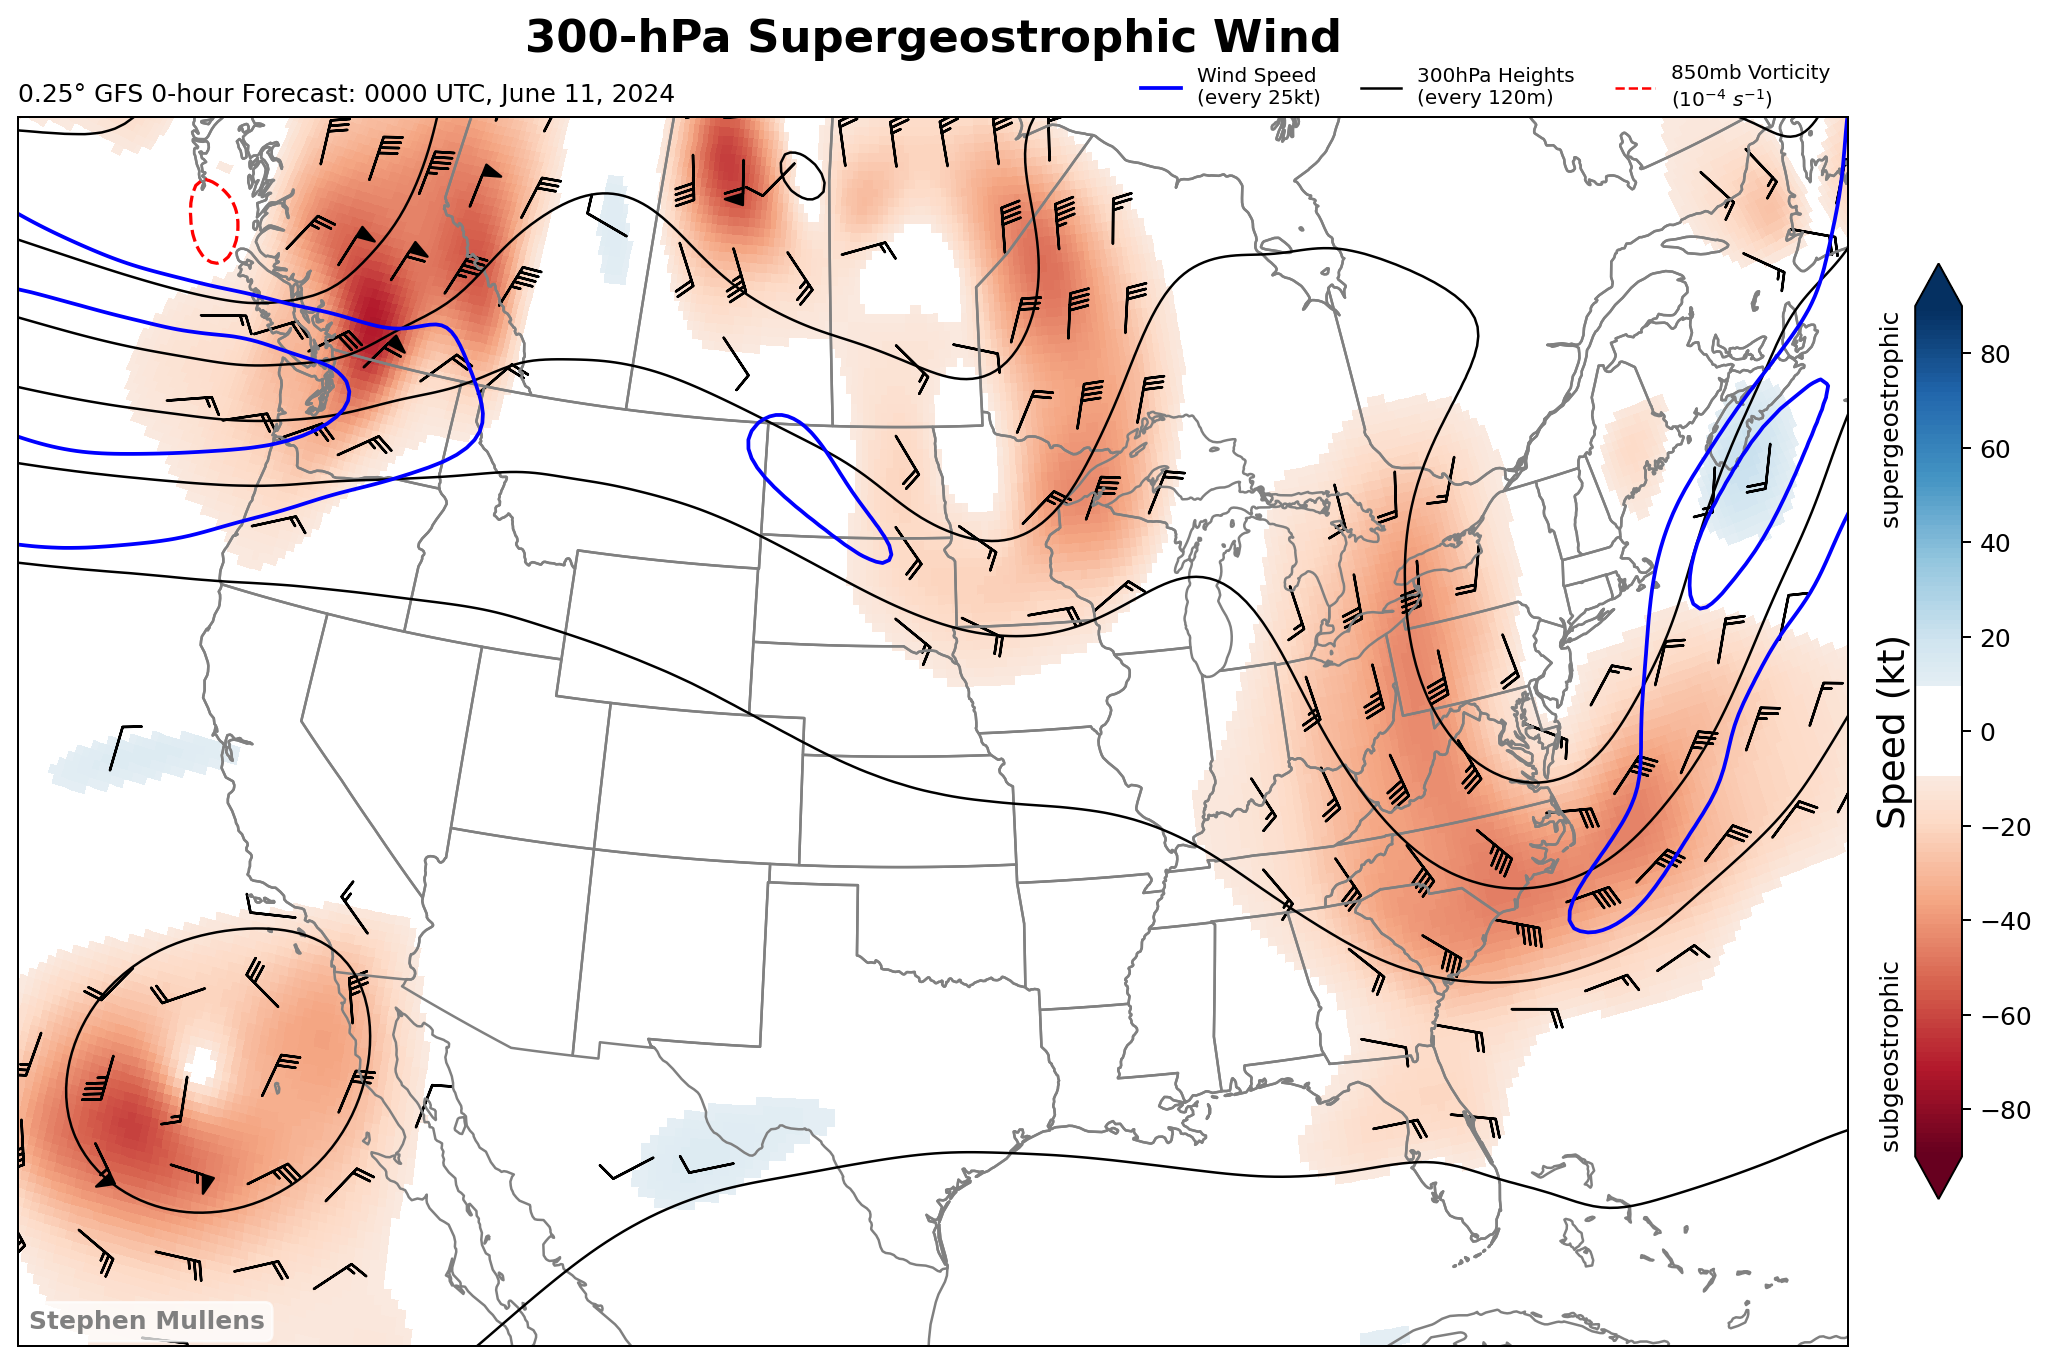 300-hPa Supergeostrophic Wind
0.25° GFS 0-hour Forecast: 0000 UTC, June 11, 2024
Wind Speed
(every 25kt)
300hPa Heights
(every 120m)
850mb Vorticity
(10⁻⁴ s⁻¹)
supergeostrophic
Speed (kt)
subgeostrophic
80
60
40
20
0
−20
−40
−60
−80
Stephen Mullens